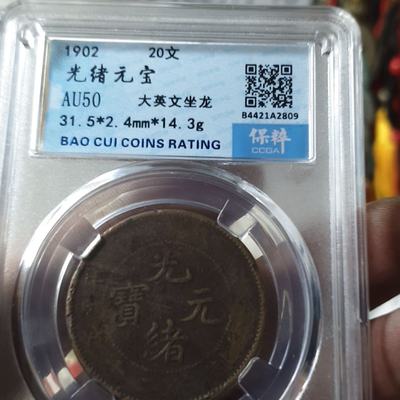 1902 20文
光绪元宝
AU50 大英文坐龙
31.5*2.4mm*14.3g
BAO CUI COINS RATING
B4421A2809
保粹
CCGA
光
寶 元
緒